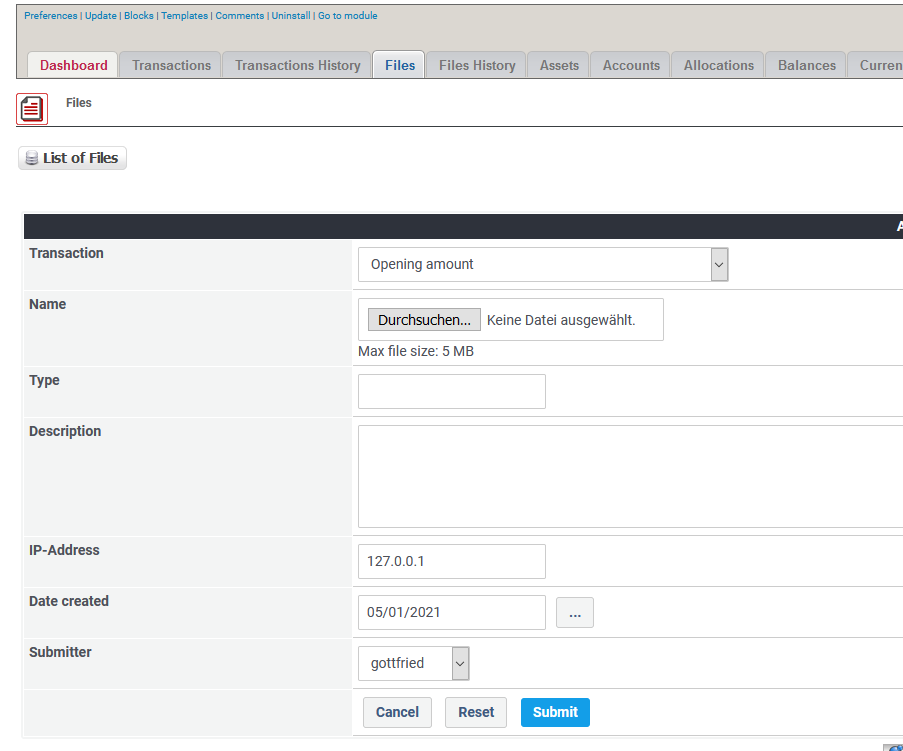 Preferences | Update | Blocks | Templates | Comments | Uninstall | Go to module
Dashboard Transactions Transactions History Files Files History Assets Accounts Allocations Balances Curren
Files
List of Files
A
Transaction
Opening amount
Name
Durchsuchen... Keine Datei ausgewählt.
Max file size: 5 MB
Type
Description
IP-Address
127.0.0.1
Date created
05/01/2021 ...
Submitter
gottfried
Cancel Reset Submit